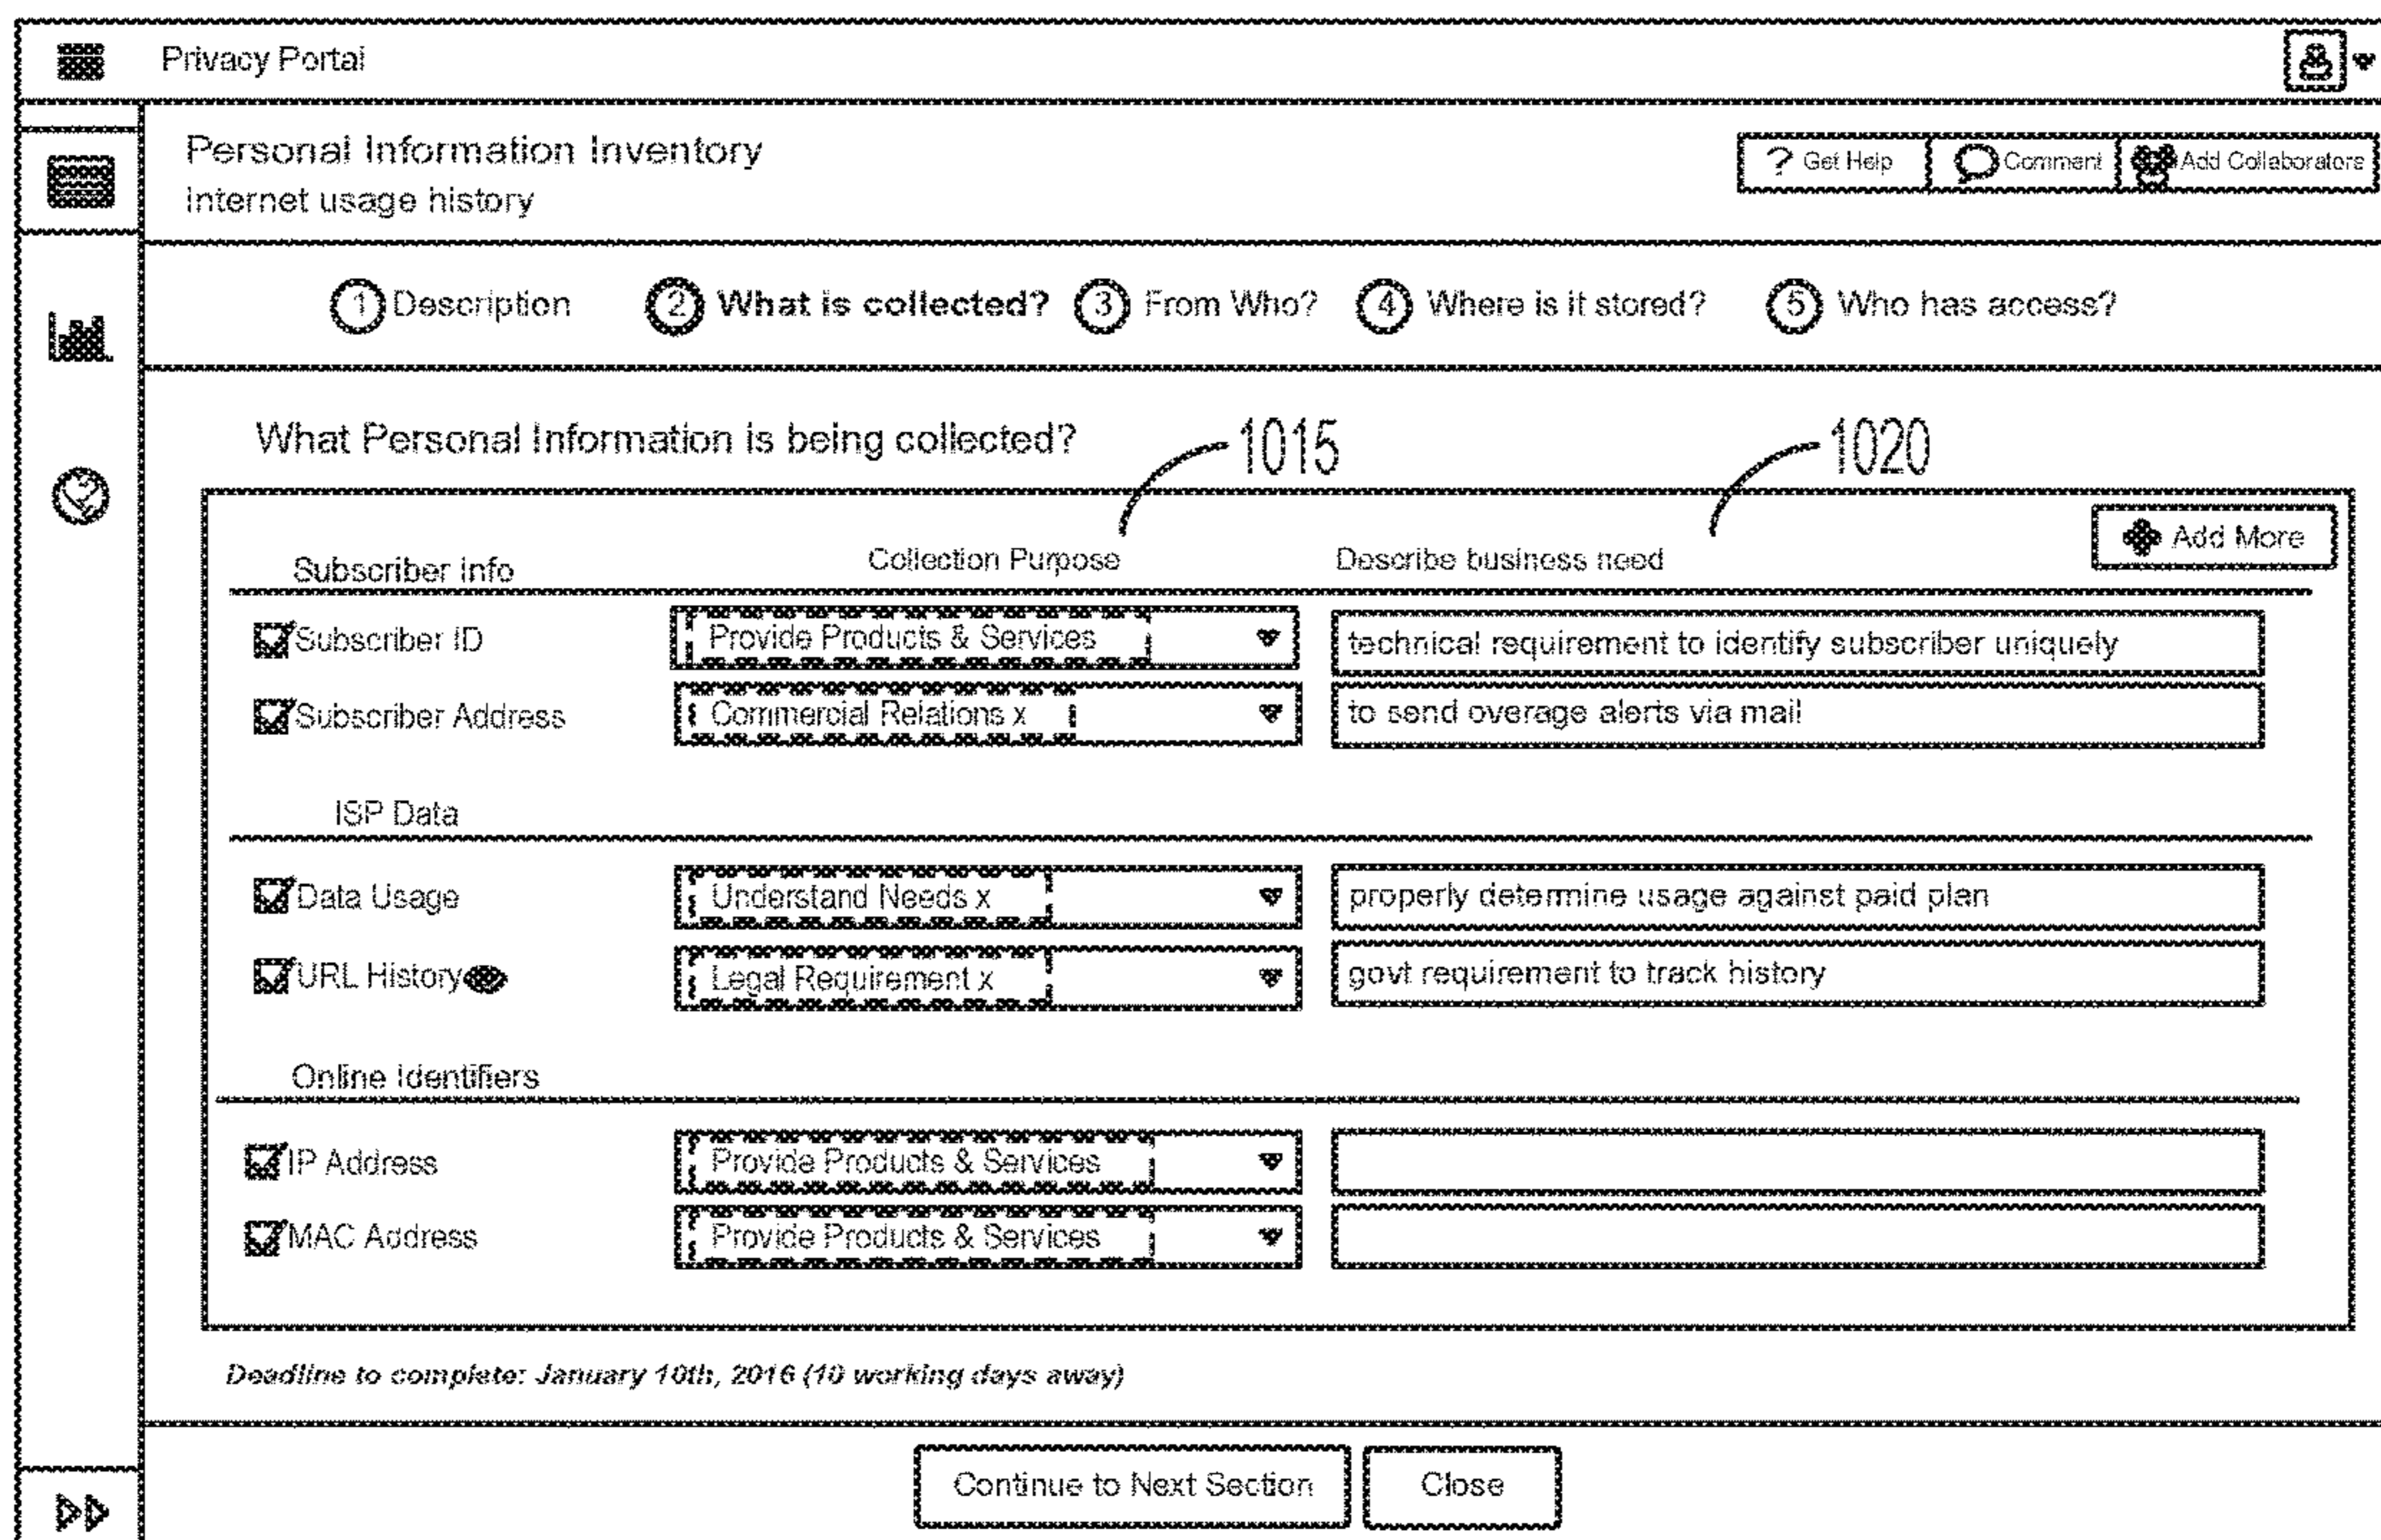 Privacy Portal
Personal Information Inventory
Internet usage history
? Get Help Comment Add Collaborators
1 Description 2 What is collected? 3 From Who? 4 Where is it stored? 5 Who has access?
What Personal Information is being collected? 1015 1020
Subscriber Info Collection Purpose Describe business need Add More
Subscriber ID Provide Products & Services technical requirement to identify subscriber uniquely
Subscriber Address Commercial Relations x to send overage alerts via mail
ISP Data
Data Usage Understand Needs x properly determine usage against paid plan
URL History Legal Requirement x govt requirement to track history
Online Identifiers
IP Address Provide Products & Services
MAC Address Provide Products & Services
Deadline to complete: January 10th, 2016 (10 working days away)
Continue to Next Section Close